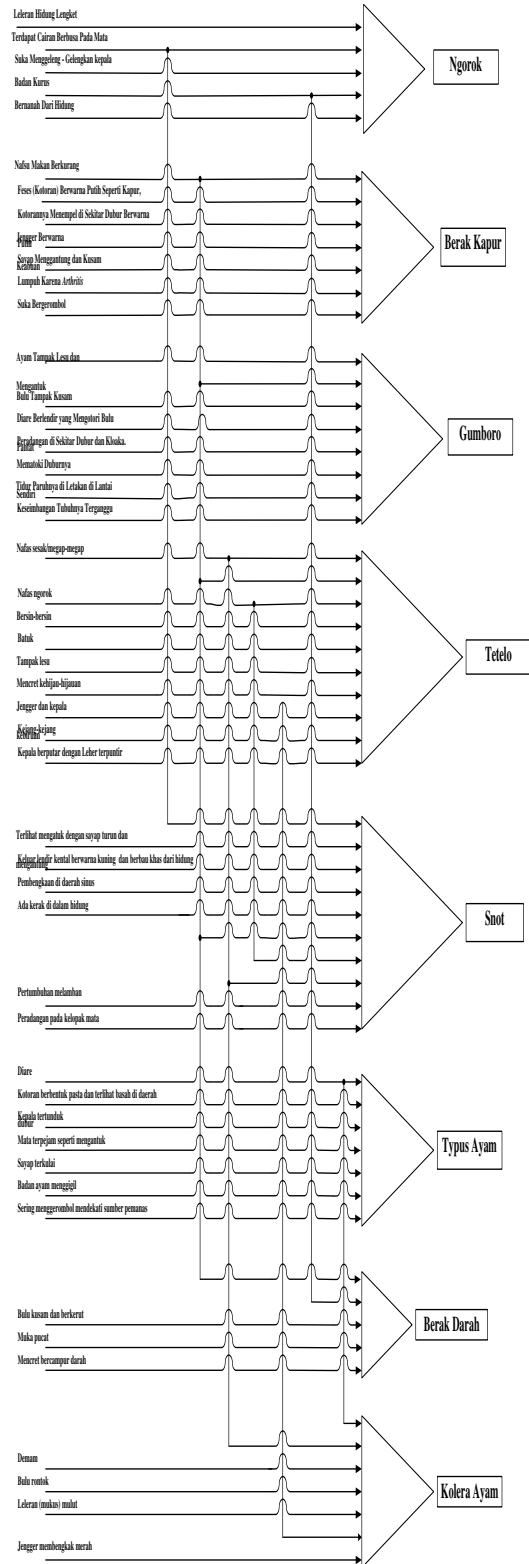 Leleran Hidung Lengket
Terdapat Cairan Berbusa Pada Mata
Suka Menggeleng - Gelengkan kepala
Badan Kurus
Bernanah Dari Hidung
Ngorok
Nafsu Makan Berkurang
Feses (Kotoran) Berwarna Putih Seperti Kapur,
Kotorannya Menempel di Sekitar Dubur Berwarna
Putih
Jengger Berwarna
Keabuan
Sayap Menggantung dan Kusam
Lumpuh Karena Arthritis
Suka Bergerombol
Berak Kapur
Ayam Tampak Lesu dan
Mengantuk
Bulu Tampak Kusam
Diare Berlendir yang Mengotori Bulu
Pantat
Peradangan di Sekitar Dubur dan Kloaka.
Mematoki Duburnya
Sendiri
Tidur Paruhnya di Letakan di Lantai
Keseimbangan Tubuhnya Terganggu
Gumboro
Nafas sesak/megap-megap
Nafas ngorok
Bersin-bersin
Batuk
Tampak lesu
Mencret kehijau-hijauan
Jengger dan kepala
kebiruan
Kejang-kejang
Kepala berputar dengan Leher terpuntir
Tetelo
Terlihat mengatuk dengan sayap turun dan
menggantung
Keluar lendir kental berwarna kuning dan berbau khas dari hidung
Pembengkaan di daerah sinus
Ada kerak di dalam hidung
Pertumbuhan melamban
Peradangan pada kelopak mata
Snot
Diare
Kotoran berbentuk pasta dan terlihat basah di daerah
dubur
Kepala tertunduk
Mata terpejam seperti mengantuk
Sayap terkulai
Badan ayam menggigil
Sering menggerombol mendekati sumber pemanas
Typus Ayam
Bulu kusam dan berkerut
Muka pucat
Mencret bercampur darah
Berak Darah
Demam
Bulu rontok
Leleran (mukus) mulut
Jengger membengkak merah
Kolera Ayam